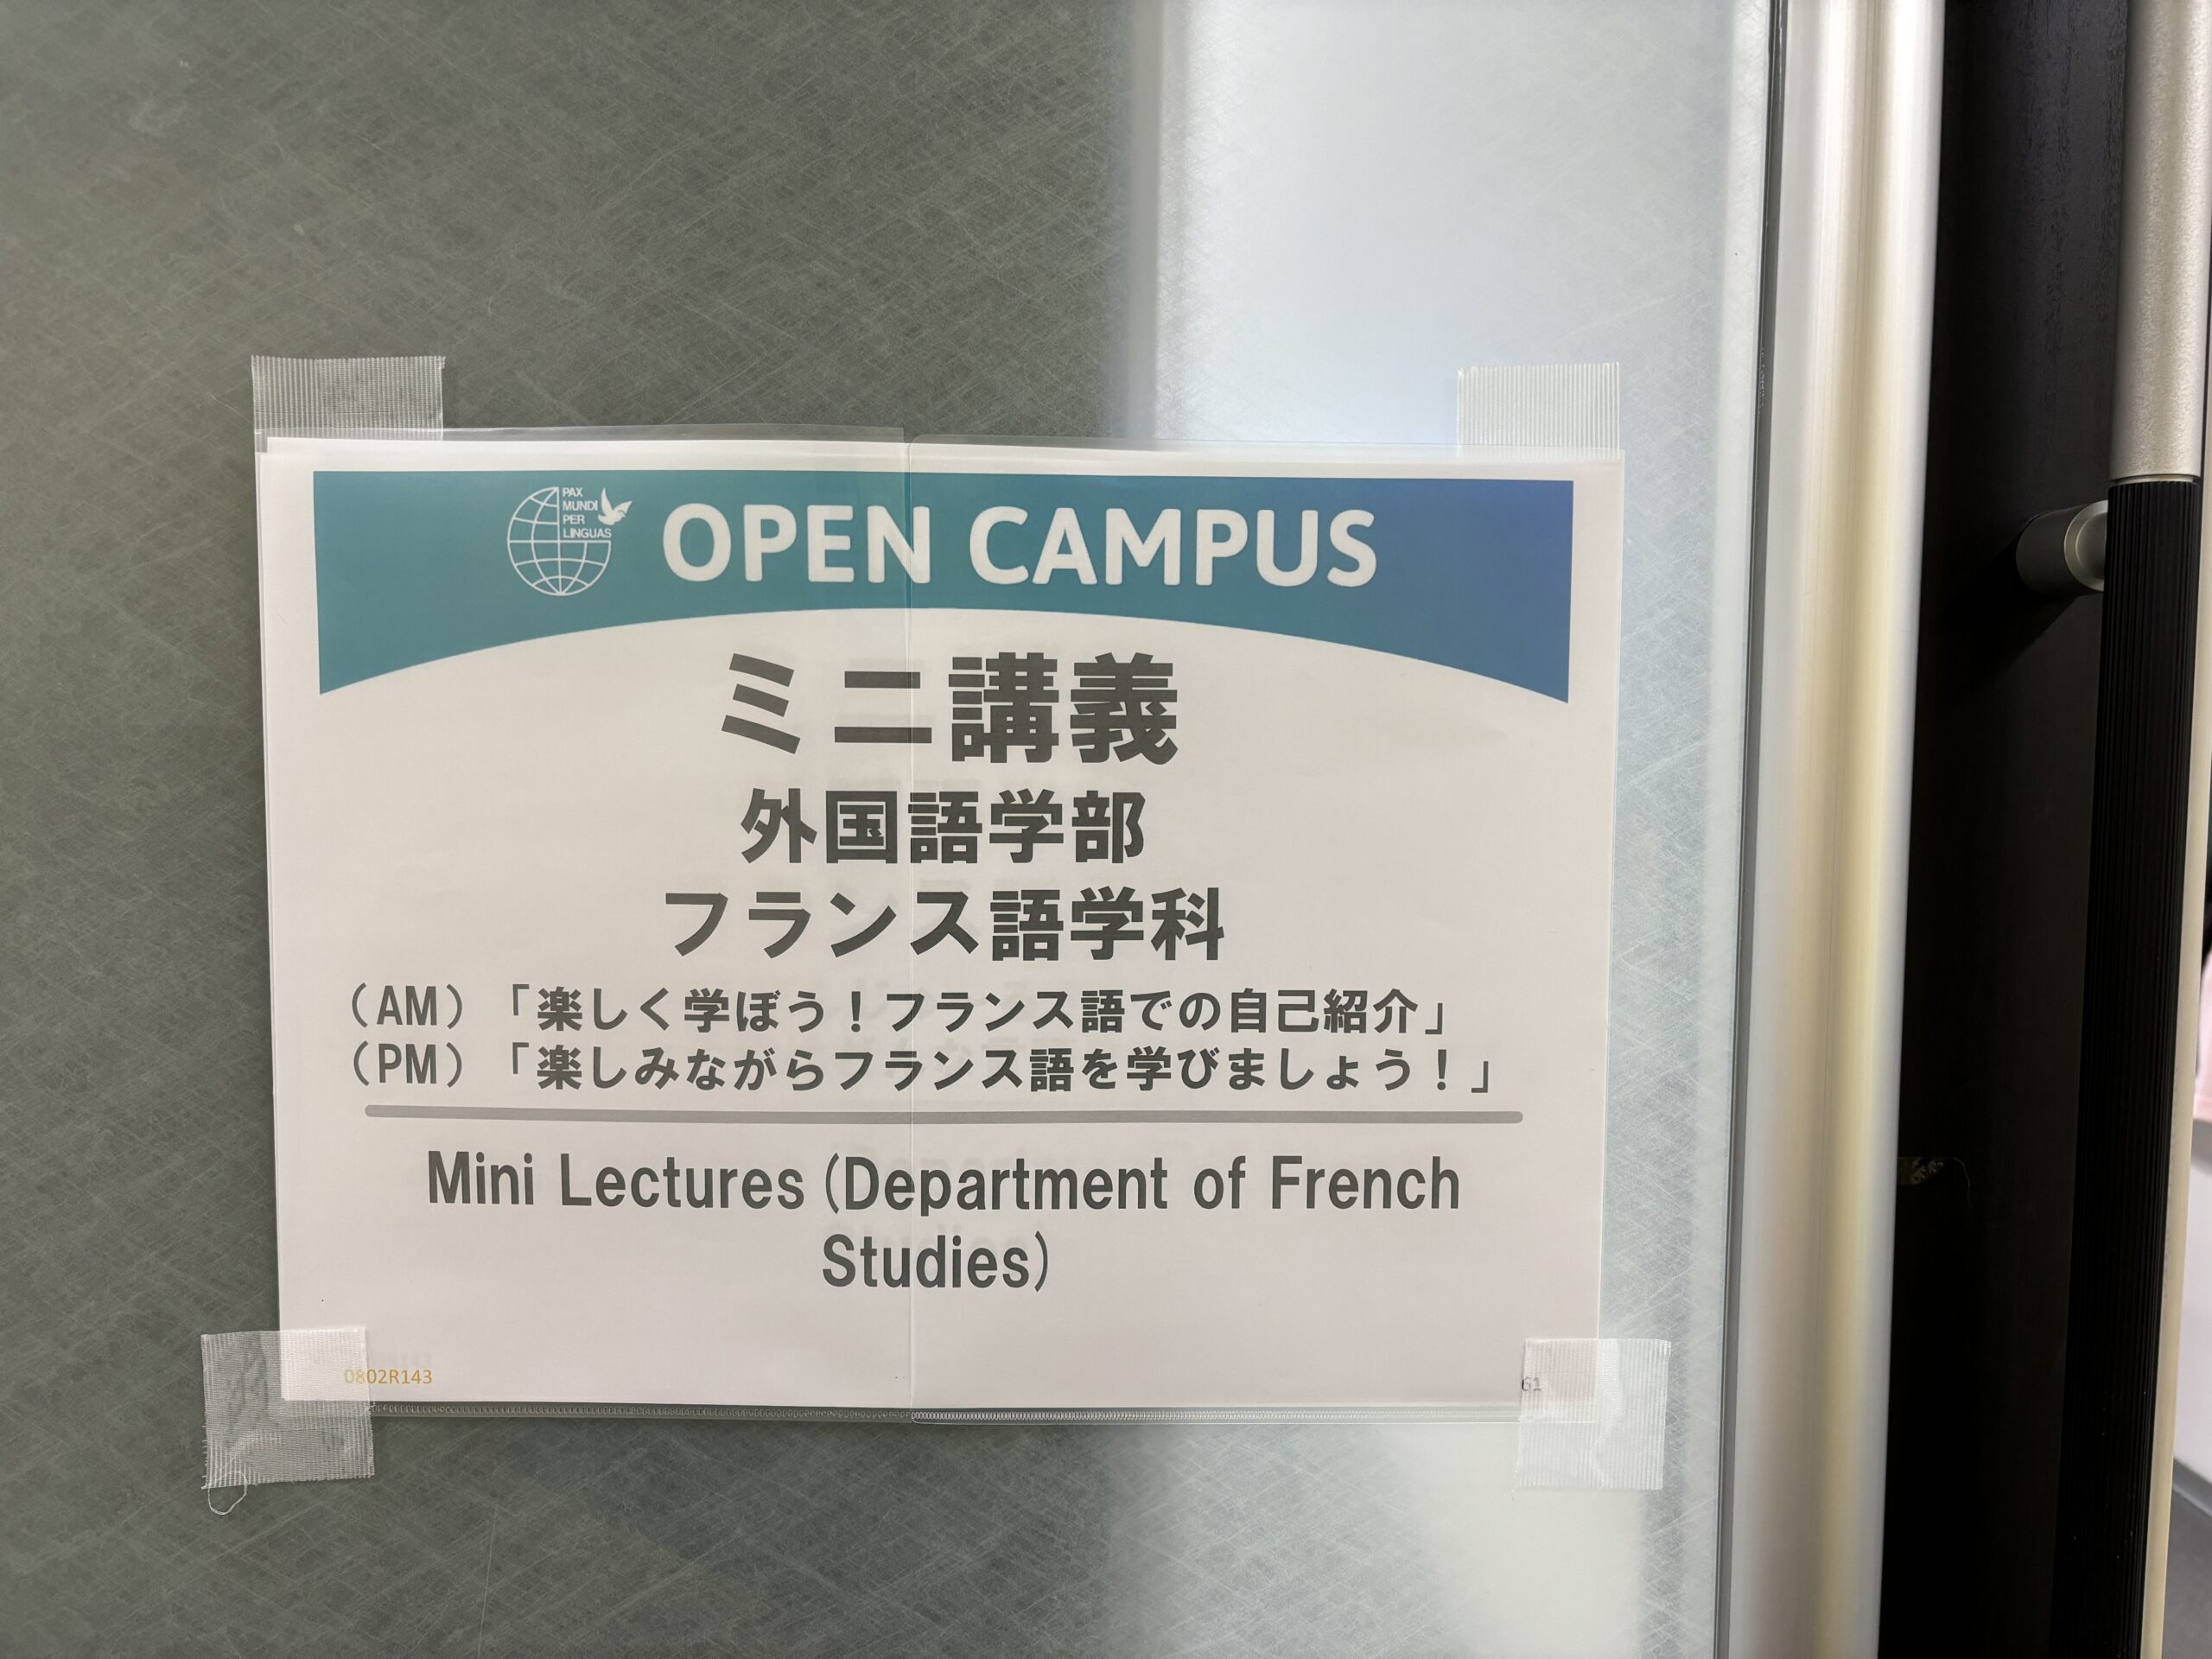 PAX
MUNDI
PER
LINGUAS
OPEN CAMPUS
ミニ講義
外国語学部
フランス語学科
（AM）「楽しく学ぼう！フランス語での自己紹介」
（PM）「楽しみながらフランス語を学びましょう！」
Mini Lectures (Department of French
Studies)
0802R143
G1